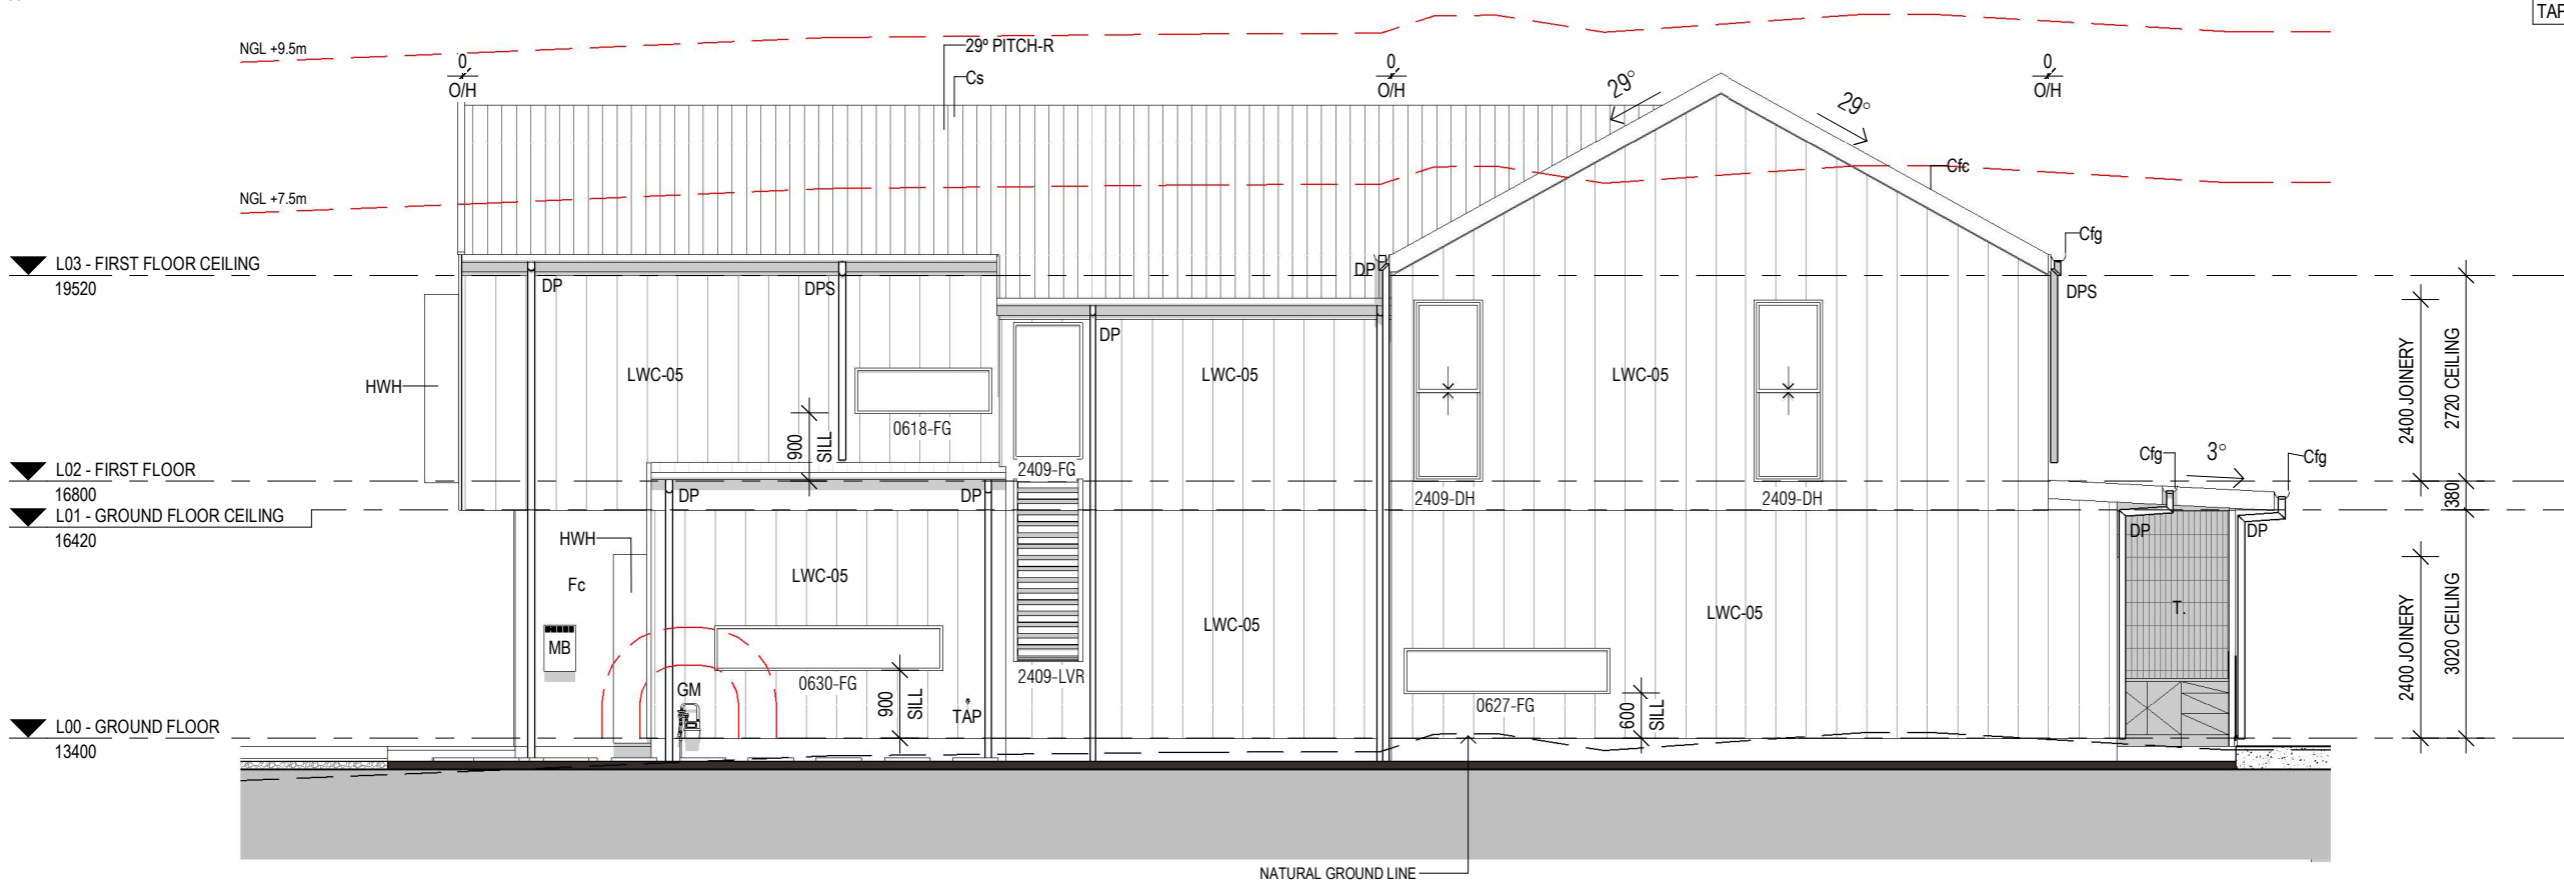 TAP
NGL +9.5m
29° PITCH-R
Cs
0
O/H
0
O/H
0
O/H
29°
29°
Cfc
NGL +7.5m
Cfg
L03 - FIRST FLOOR CEILING
19520
DP
DPS
DP
DPS
DP
HWH
LWC-05
LWC-05
LWC-05
2400 JOINERY
2720 CEILING
0618-FG
900
SILL
2409-FG
2409-DH
2409-DH
Cfg
3°
Cfg
L02 - FIRST FLOOR
16800
DP
DP
380
L01 - GROUND FLOOR CEILING
16420
HWH
DP
DP
Fc
LWC-05
LWC-05
LWC-05
T.
MB
2400 JOINERY
3020 CEILING
0630-FG
2409-LVR
GM
900
SILL
TAP
0627-FG
600
SILL
L00 - GROUND FLOOR
13400
NATURAL GROUND LINE